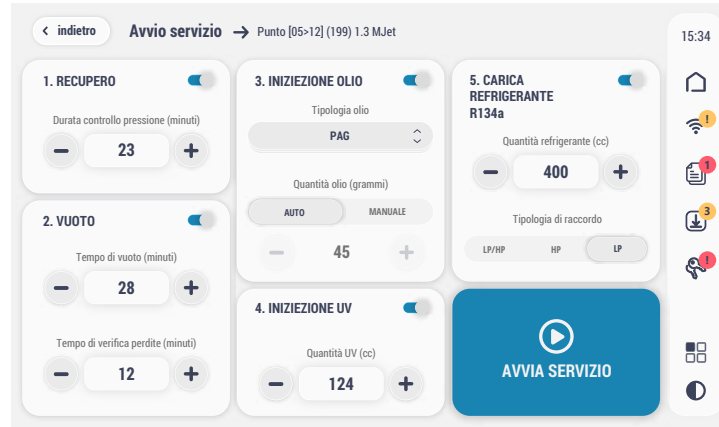 indietro
Avvio servizio
Punto [05>12] (199) 1.3 MJet
15:34
1. RECUPERO
Durata controllo pressione (minuti)
23
2. VUOTO
Tempo di vuoto (minuti)
28
Tempo di verifica perdite (minuti)
12
3. INIEZIONE OLIO
Tipologia olio
PAG
Quantità olio (grammi)
AUTO
MANUALE
45
4. INIEZIONE UV
Quantità UV (cc)
124
5. CARICA
REFRIGERANTE
R134a
Quantità refrigerante (cc)
400
Tipologia di raccordo
LP/HP
HP
LP
AVVIA SERVIZIO
!
1
3
!